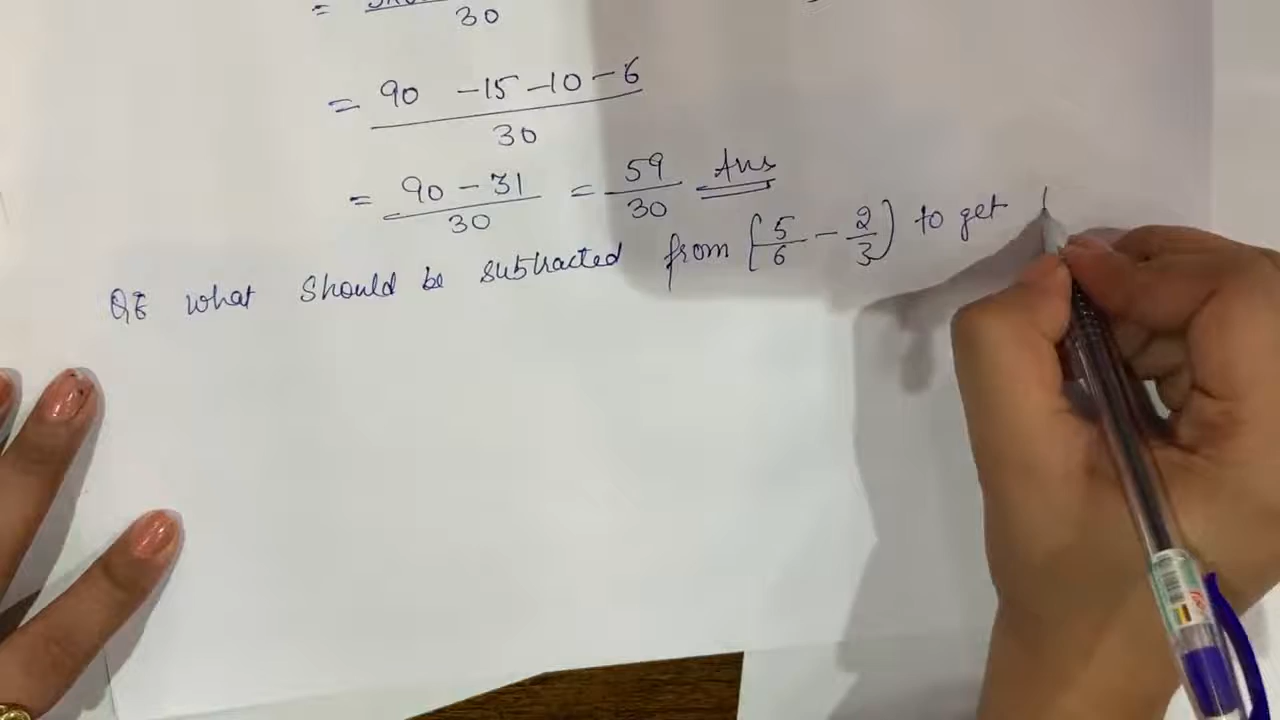 = 30
= 90 -15 -10 -6 / 30
= 90 - 31 / 30 = 59 / 30 Ans
Q8 what should be subtracted from (5/6 - 2/3) to get